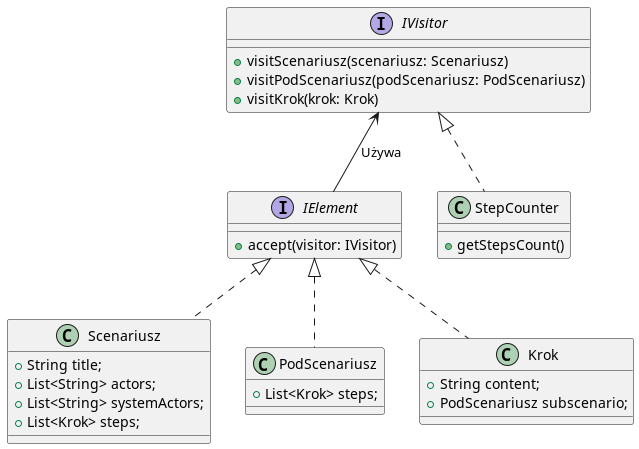 I IVisitor
visitScenariusz(scenariusz: Scenariusz)
visitPodScenariusz(podScenariusz: PodScenariusz)
visitKrok(krok: Krok)
Używa
I IElement
accept(visitor: IVisitor)
C StepCounter
getStepsCount()
C Scenariusz
String title;
List<String> actors;
List<String> systemActors;
List<Krok> steps;
C PodScenariusz
List<Krok> steps;
C Krok
String content;
PodScenariusz subscenario;